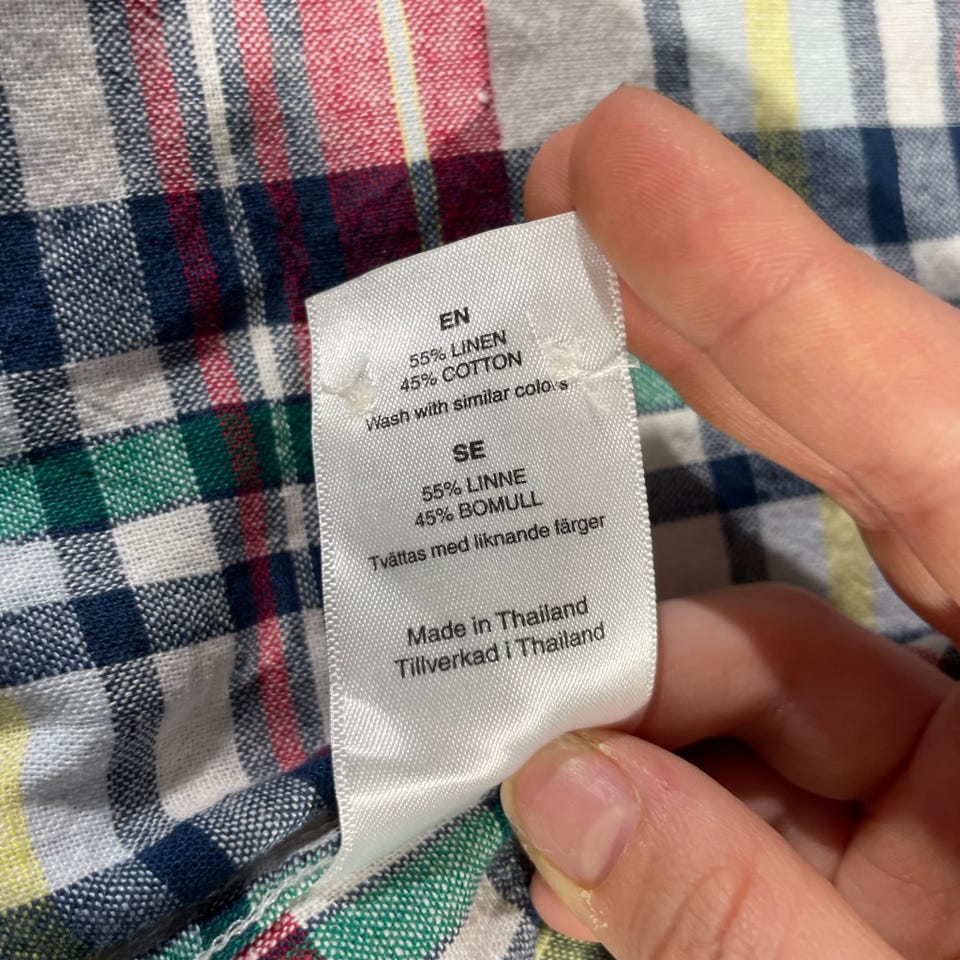 EN
55% LINEN
45% COTTON
Wash with similar colors
SE
55% LINNE
45% BOMULL
Tvättas med liknande färger
Made in Thailand
Tillverkad i Thailand